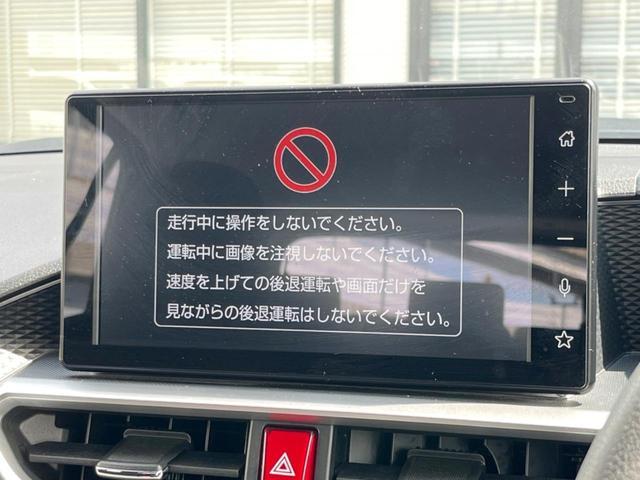 走行中に操作をしないでください。
運転中に画像を注視しないでください。
速度を上げての後退運転や画面だけを
見ながらの後退運転はしないでください。